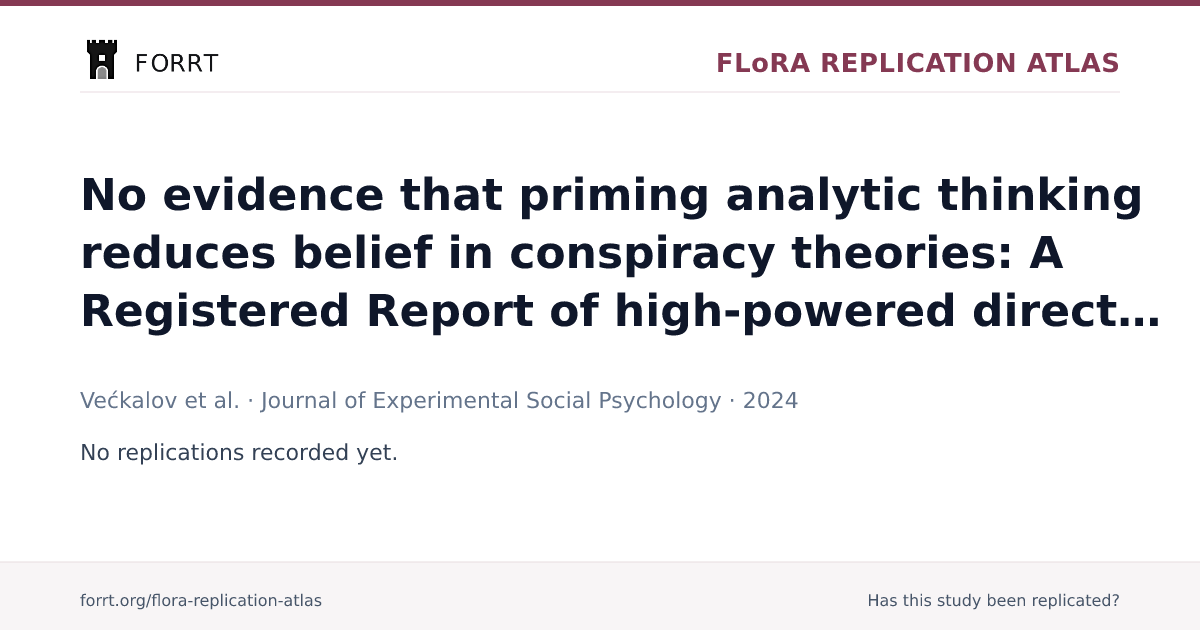 FORRT
FLoRA REPLICATION ATLAS
No evidence that priming analytic thinking
reduces belief in conspiracy theories: A
Registered Report of high-powered direct…
Većkalov et al. · Journal of Experimental Social Psychology · 2024
No replications recorded yet.
forrt.org/flora-replication-atlas
Has this study been replicated?